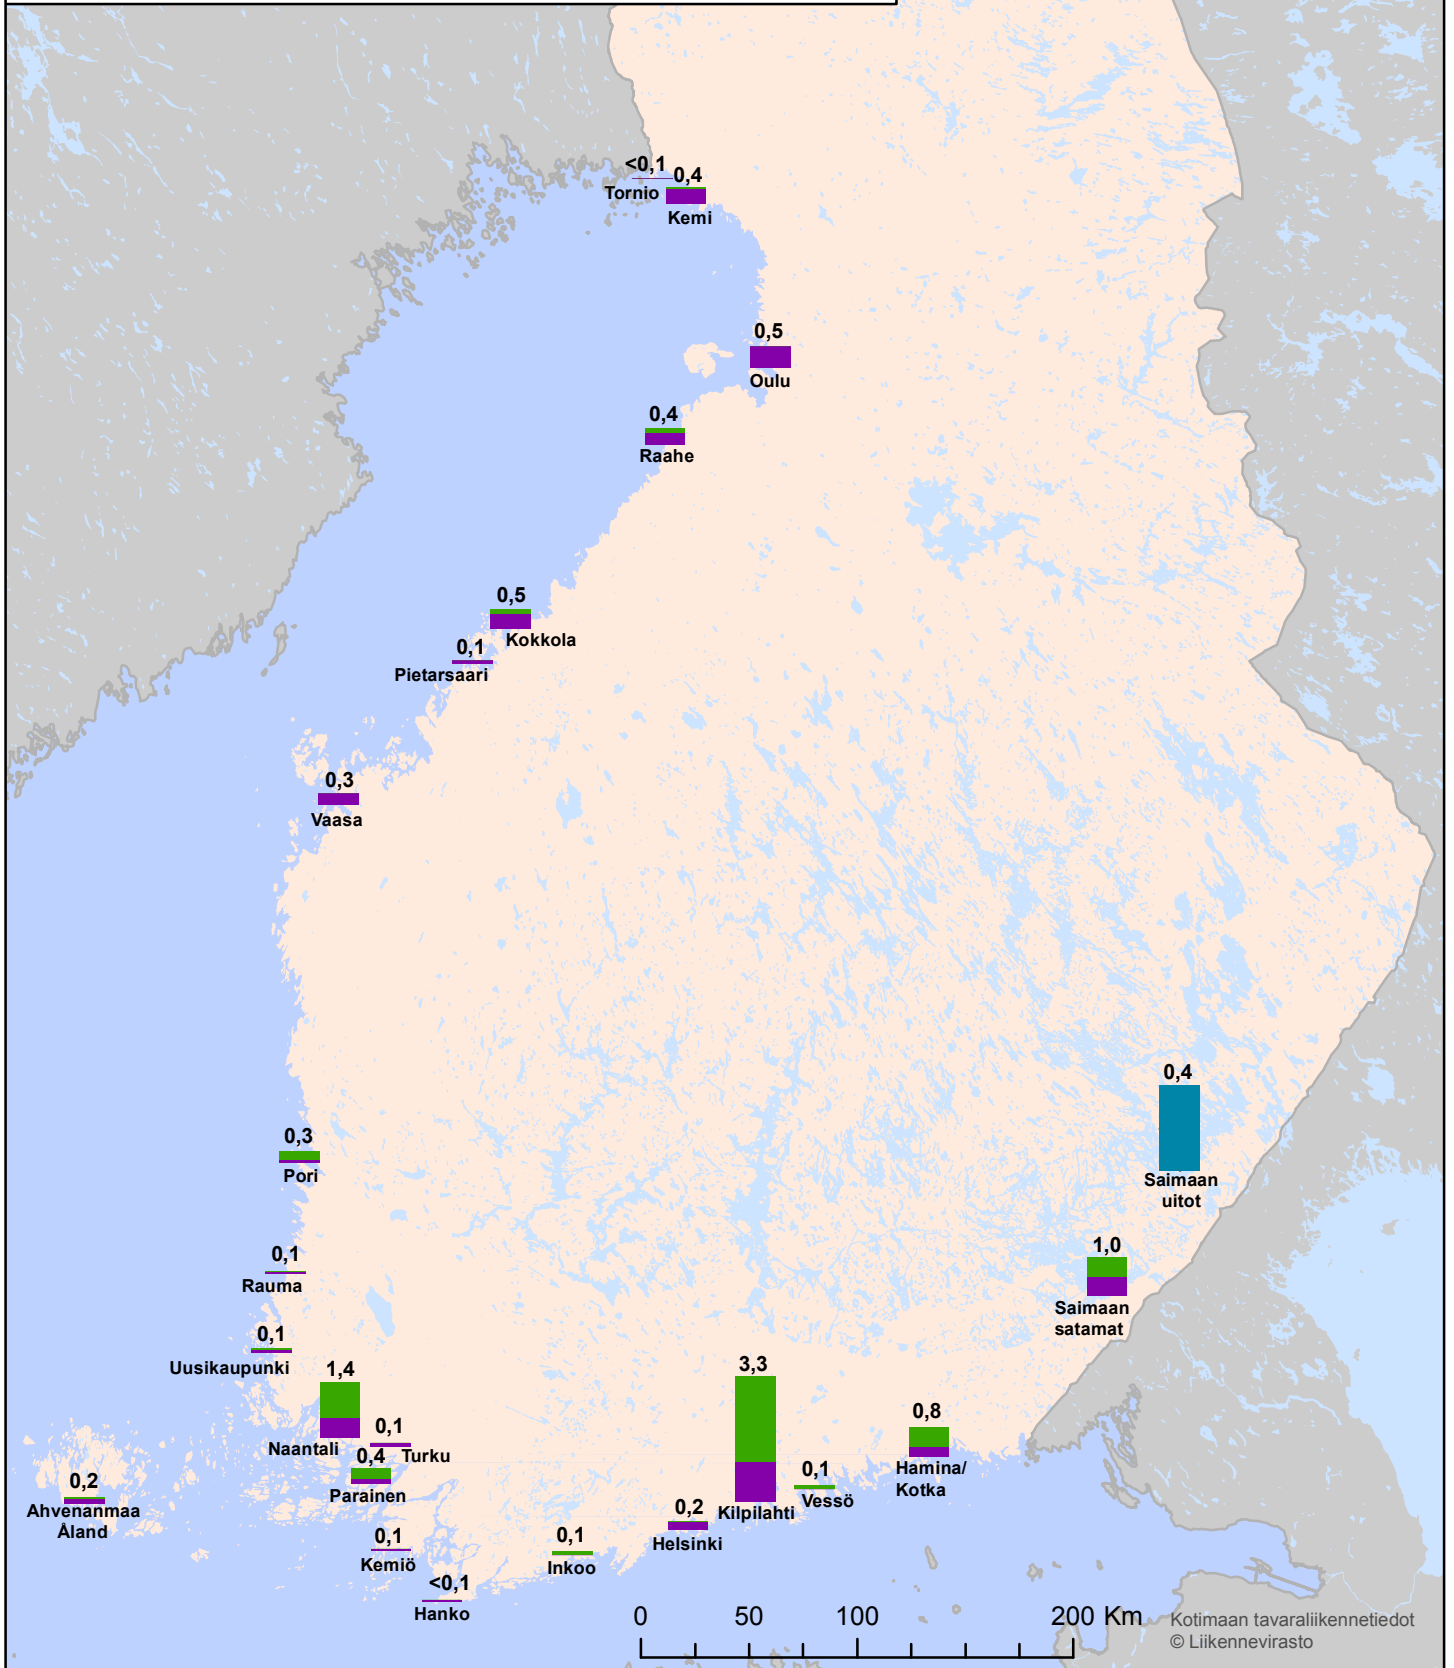 <0,1
Tornio
0,4
Kemi
0,5
Oulu
0,4
Raahe
0,5
Kokkola
0,1
Pietarsaari
0,3
Vaasa
0,4
Saimaan
uitot
0,3
Pori
1,0
Saimaan
satamat
0,1
Rauma
0,1
Uusikaupunki
1,4
Naantali
0,1
Turku
0,4
Parainen
3,3
Kilpilahti
0,8
Hamina/
Kotka
0,1
Vessö
0,2
Ahvenanmaa
Åland
0,2
Helsinki
0,1
Kemiö
0,1
Inkoo
<0,1
Hanko
0 50 100 200 Km
Kotimaan tavaraliikennetiedot
© Liikennevirasto